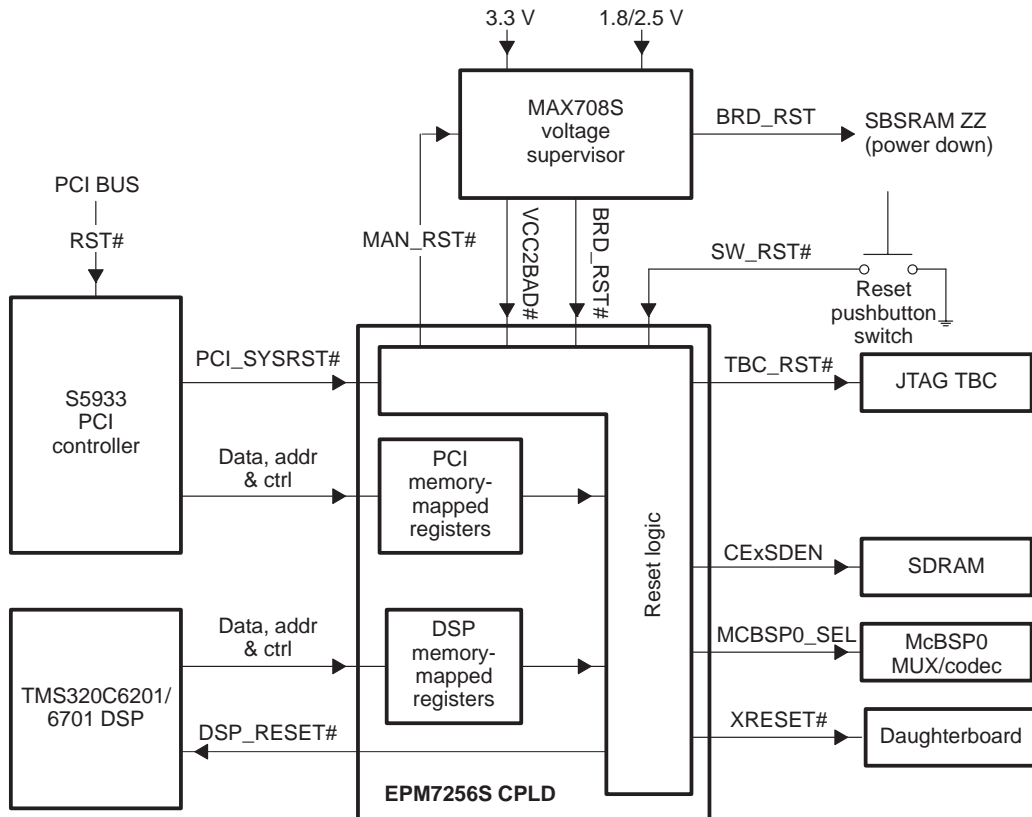 3.3 V
1.8/2.5 V
MAX708S
voltage
supervisor
BRD_RST
SBSRAM ZZ
(power down)
PCI BUS
RST#
MAN_RST#
VCC2BAD#
BRD_RST#
SW_RST#
Reset
pushbutton
switch
S5933
PCI
controller
PCI_SYSRST#
TBC_RST#
JTAG TBC
Data, addr
& ctrl
PCI
memory-
mapped
registers
Reset logic
CExSDEN
SDRAM
TMS320C6201/
6701 DSP
Data, addr
& ctrl
DSP
memory-
mapped
registers
MCBSP0_SEL
McBSP0
MUX/codec
DSP_RESET#
XRESET#
Daughterboard
EPM7256S CPLD